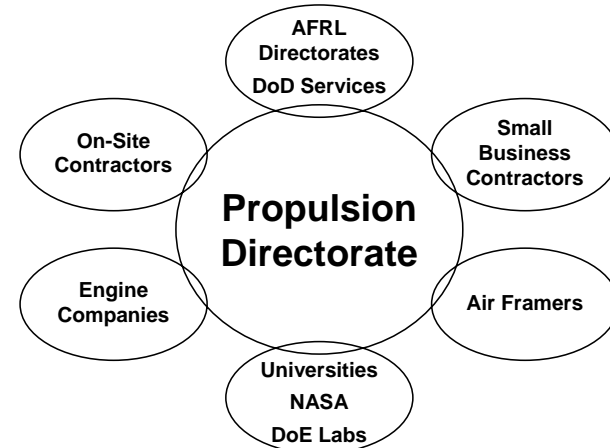 AFRL
Directorates
DoD Services
On-Site
Contractors
Small
Business
Contractors
Propulsion
Directorate
Engine
Companies
Air Framers
Universities
NASA
DoE Labs